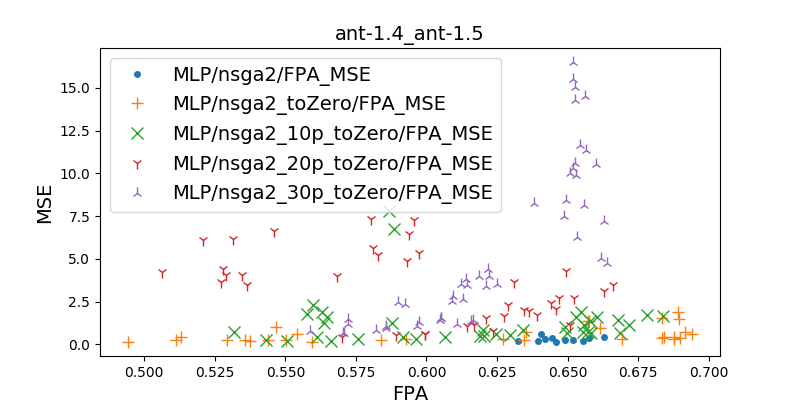 ant-1.4_ant-1.5
MLP/nsga2/FPA_MSE
MLP/nsga2_toZero/FPA_MSE
MLP/nsga2_10p_toZero/FPA_MSE
MLP/nsga2_20p_toZero/FPA_MSE
MLP/nsga2_30p_toZero/FPA_MSE
MSE
15.0
12.5
10.0
7.5
5.0
2.5
0.0
0.500 0.525 0.550 0.575 0.600 0.625 0.650 0.675 0.700
FPA